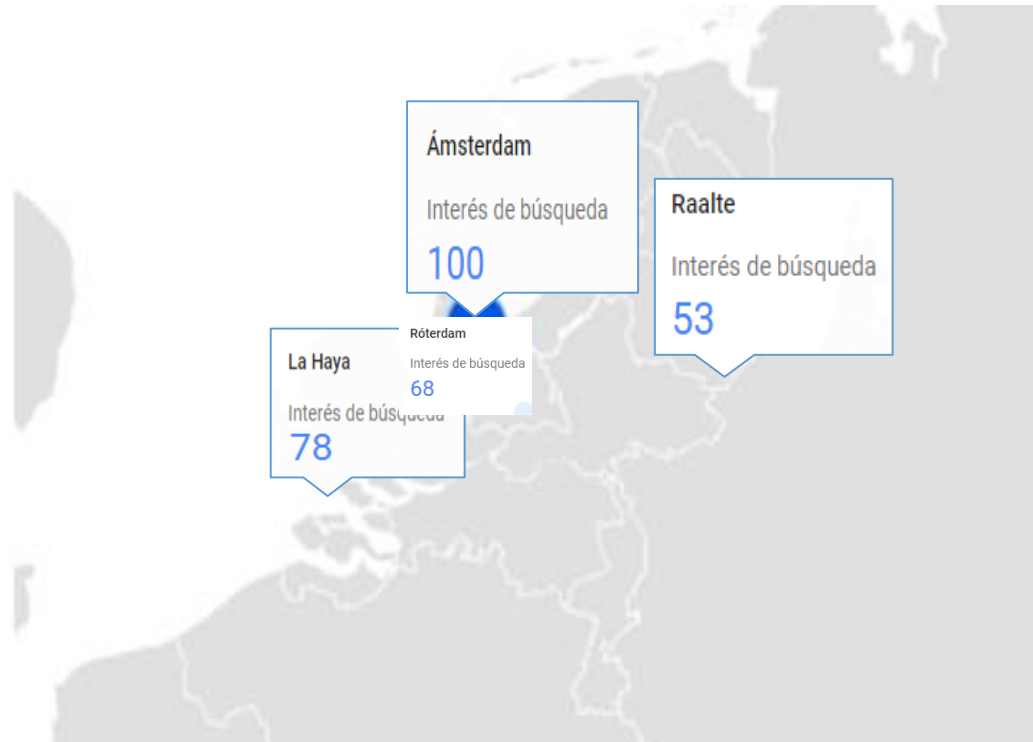 Ámsterdam
Interés de búsqueda
100
Raalte
Interés de búsqueda
53
Róterdam
Interés de búsqueda
68
La Haya
Interés de búsqueda
78